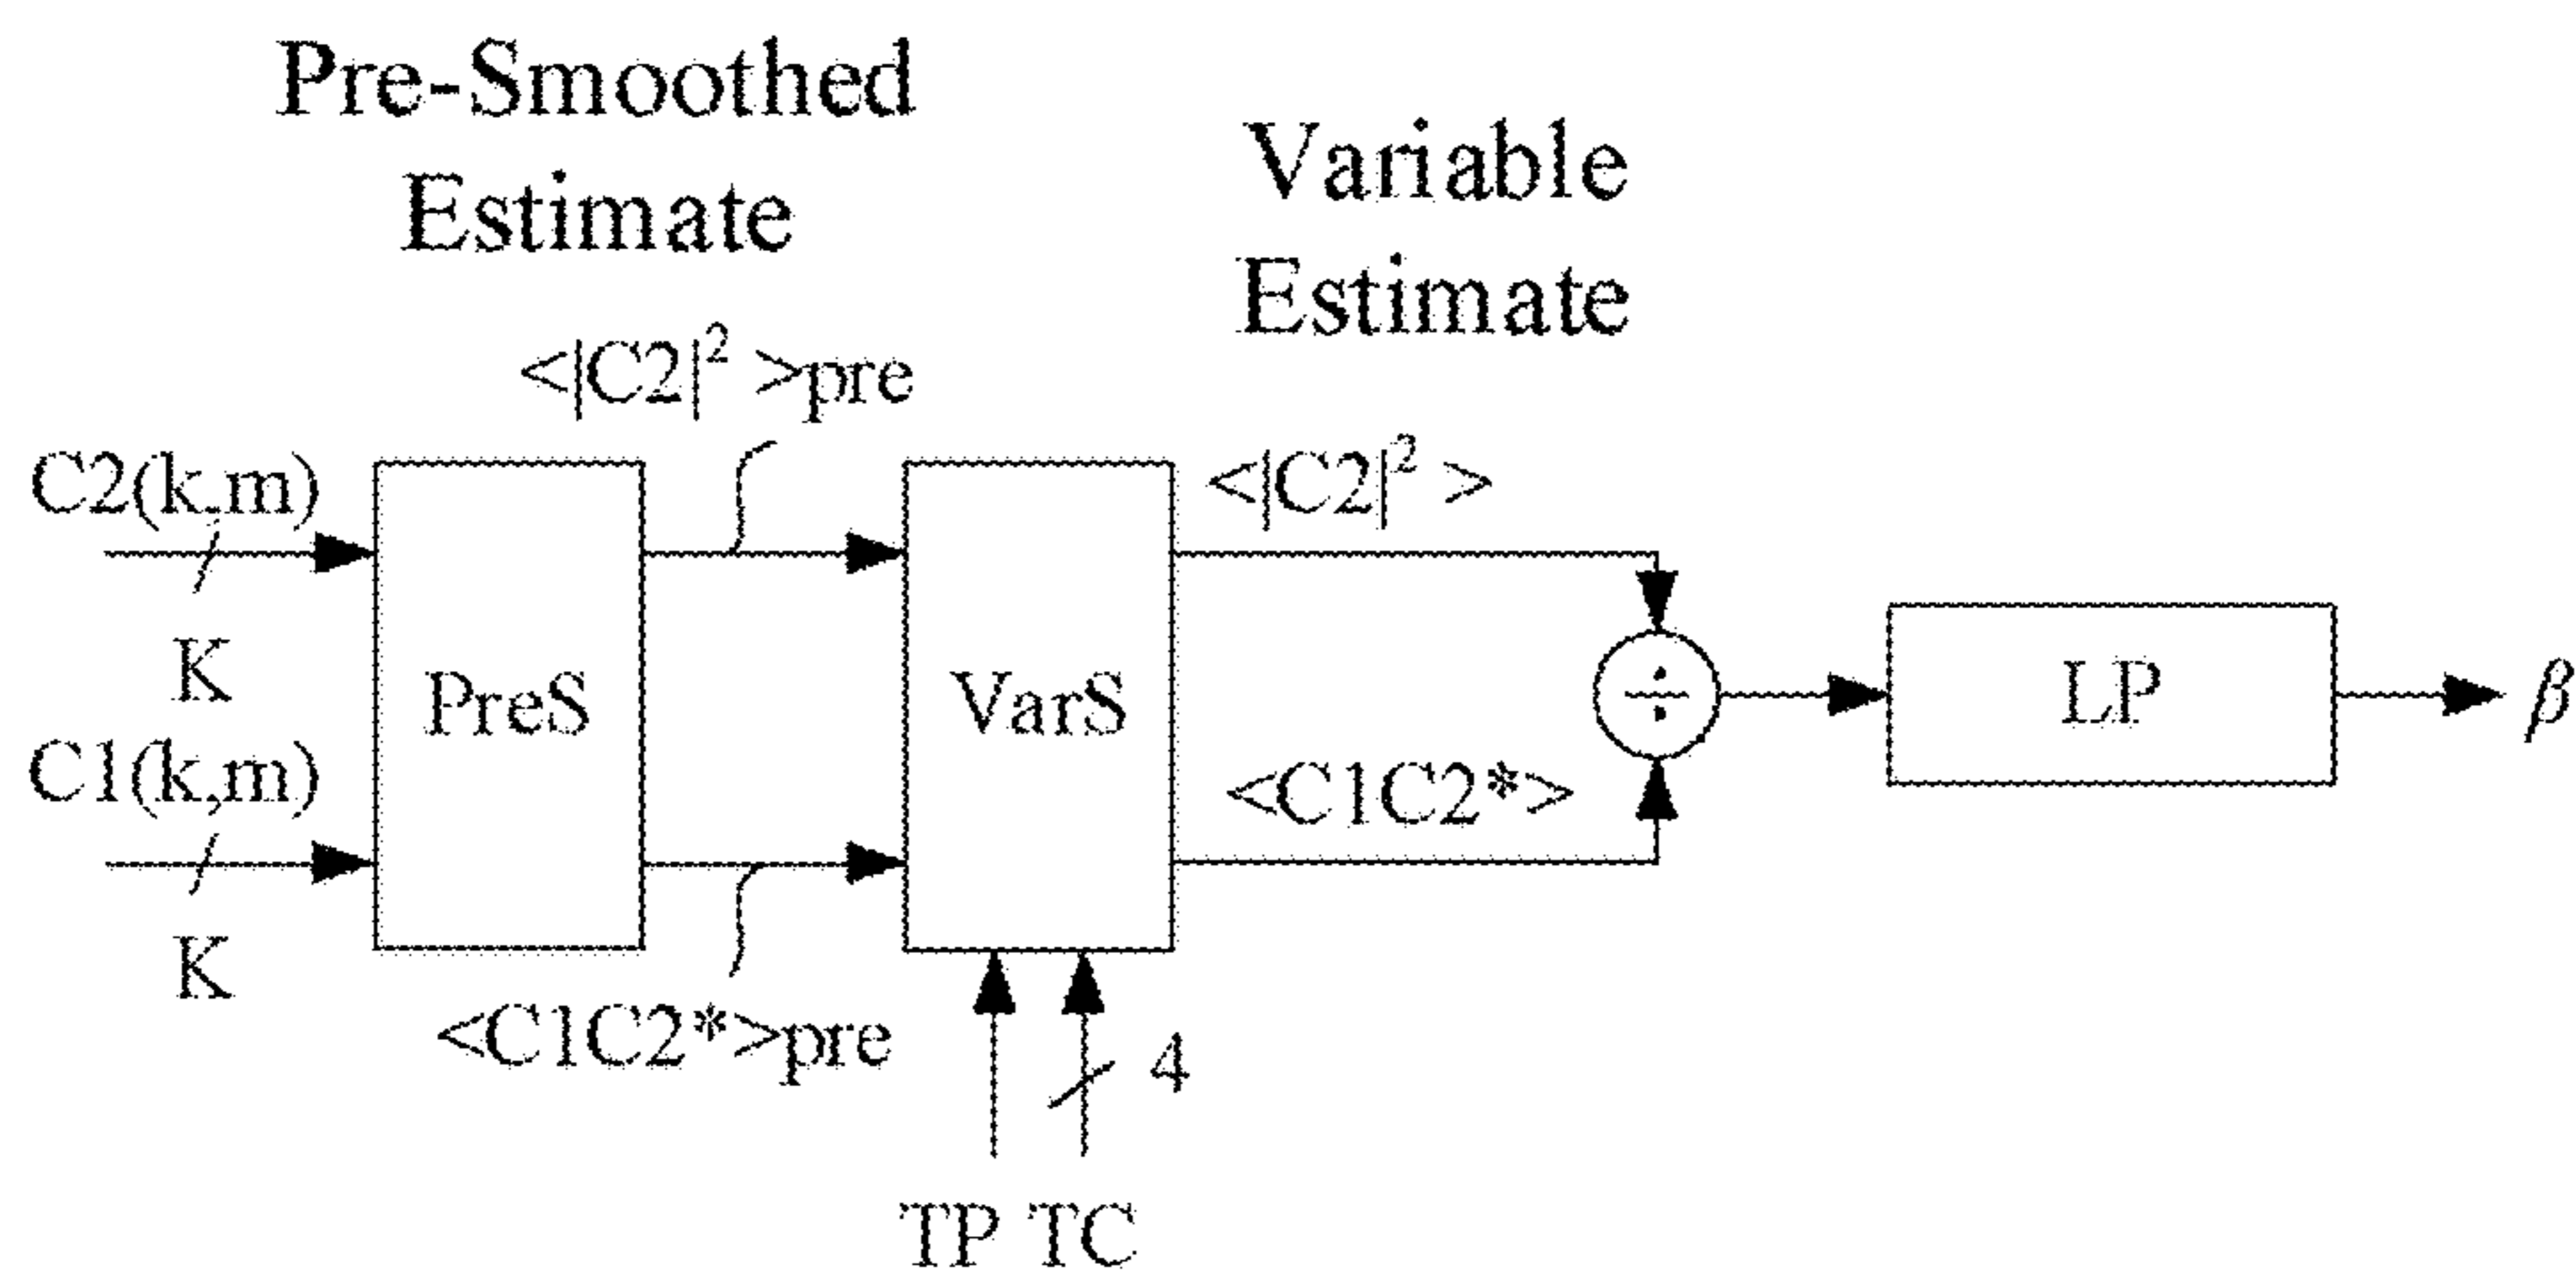 Pre-Smoothed
Estimate
Variable
Estimate
<|C2|² >pre
C2(k,m)
<|C2|² >
K
PreS
VarS
÷
LP
β
C1(k,m)
<C1C2*>
K
<C1C2*>pre
4
TP TC